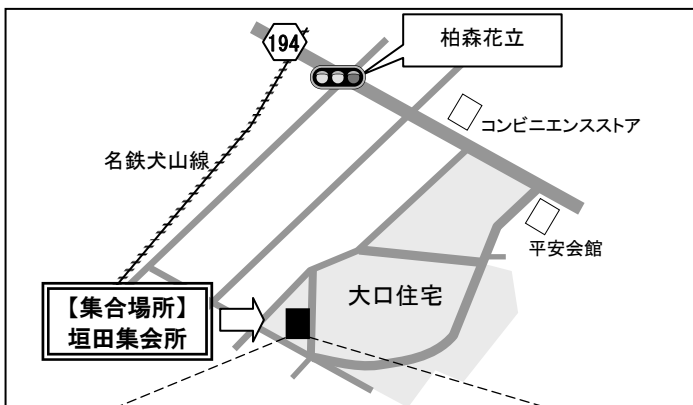 194
柏森花立
コンビニエンスストア
名鉄犬山線
平安会館
大口住宅
【集合場所】
垣田集会所